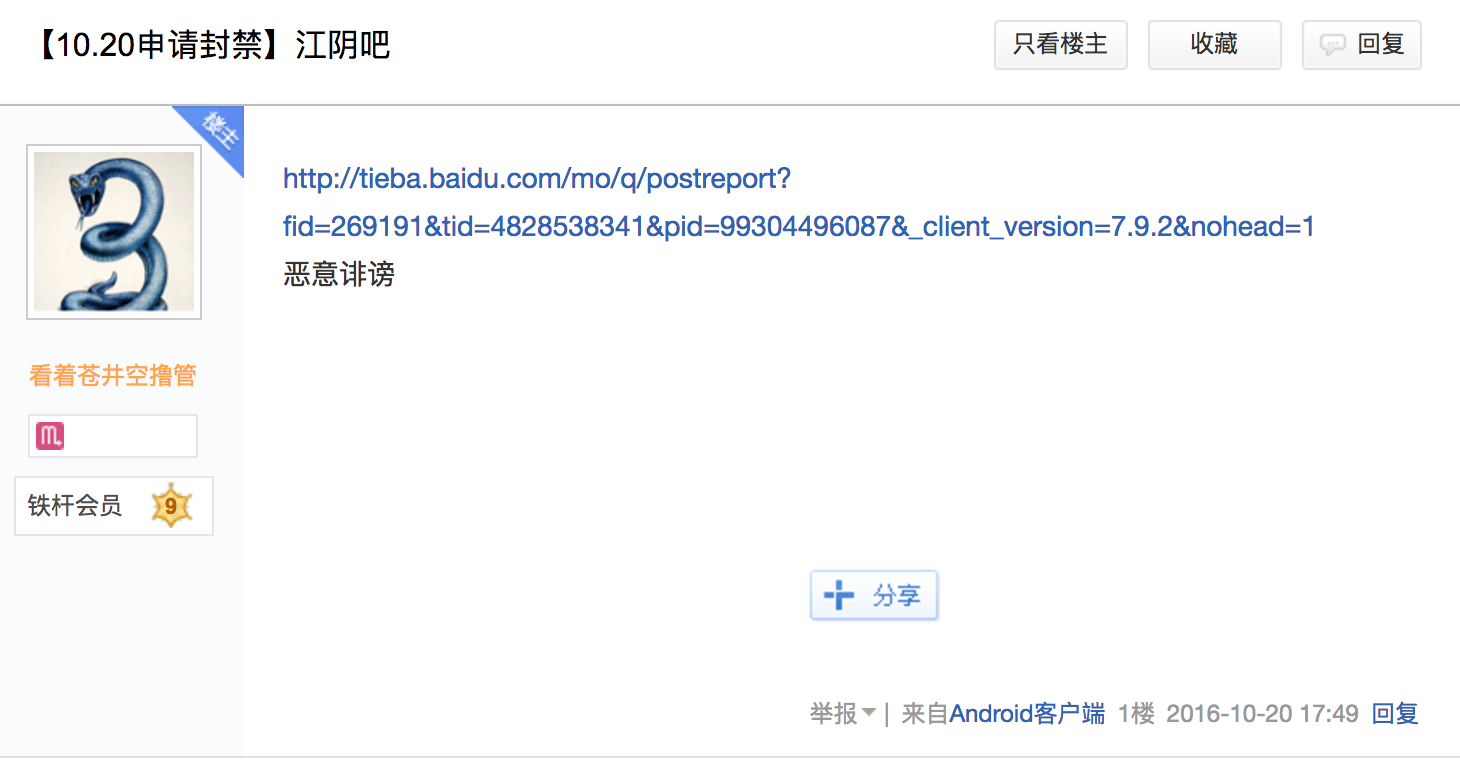 【10.20申请封禁】江阴吧
只看楼主
收藏
回复
楼主
http://tieba.baidu.com/mo/q/postreport?
fid=269191&tid=4828538341&pid=99304496087&_client_version=7.9.2&nohead=1
恶意诽谤
看着苍井空撸管
铁杆会员 9
分享
举报 | 来自Android客户端 1楼 2016-10-20 17:49 回复